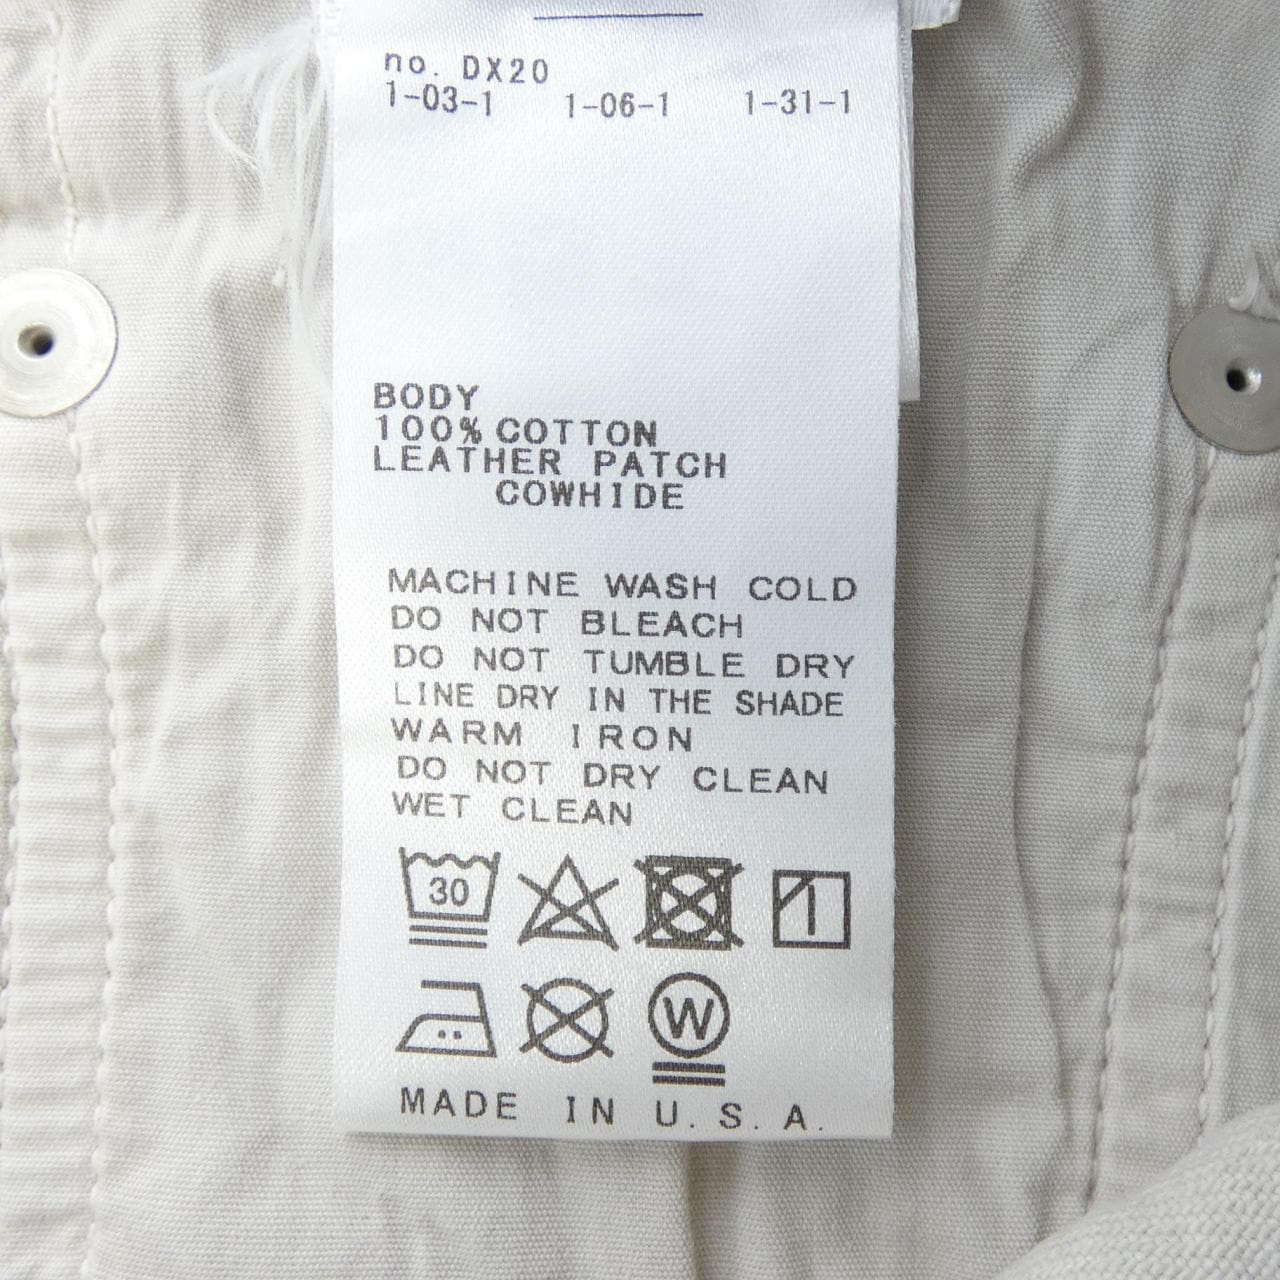 no. DX20
1-03-1 1-06-1 1-31-1
BODY
100% COTTON
LEATHER PATCH
COWHIDE
MACHINE WASH COLD
DO NOT BLEACH
DO NOT TUMBLE DRY
LINE DRY IN THE SHADE
WARM IRON
DO NOT DRY CLEAN
WET CLEAN
30
W
MADE IN U.S.A.